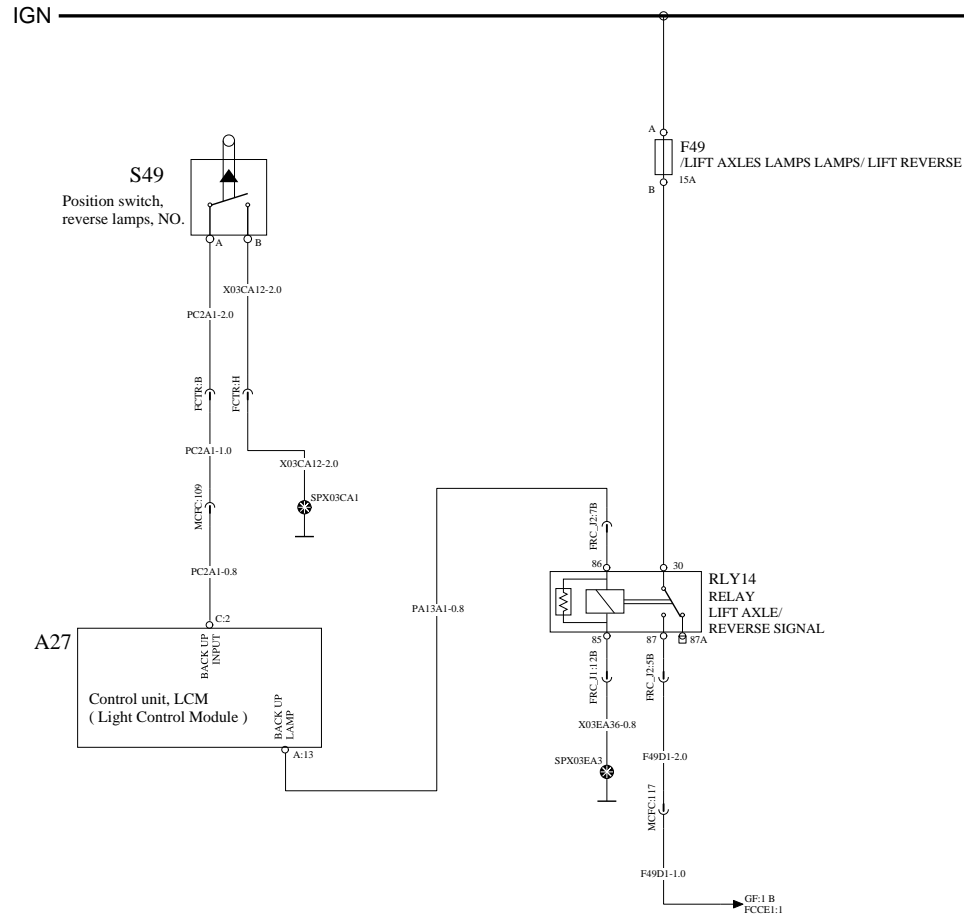 IGN
A
F49
/LIFT AXLES LAMPS LAMPS/ LIFT REVERSE
15A
B
S49
Position switch,
reverse lamps, NO.
A
B
X03CA12-2.0
PC2A1-2.0
FCTR:B
FCTR:H
PC2A1-1.0
X03CA12-2.0
SPX03CA1
MCFC:109
PC2A1-0.8
C:2
A27
BACK UP
INPUT
Control unit, LCM
( Light Control Module )
BACK UP
LAMP
A:13
PA13A1-0.8
FRC_J2:7B
86
30
RLY14
RELAY
LIFT AXLE/
REVERSE SIGNAL
85
87
87A
FRC_J1:12B
FRC_J2:5B
X03EA36-0.8
SPX03EA3
F49D1-2.0
MCFC:117
F49D1-1.0
GF:1 B
FCCE1:1